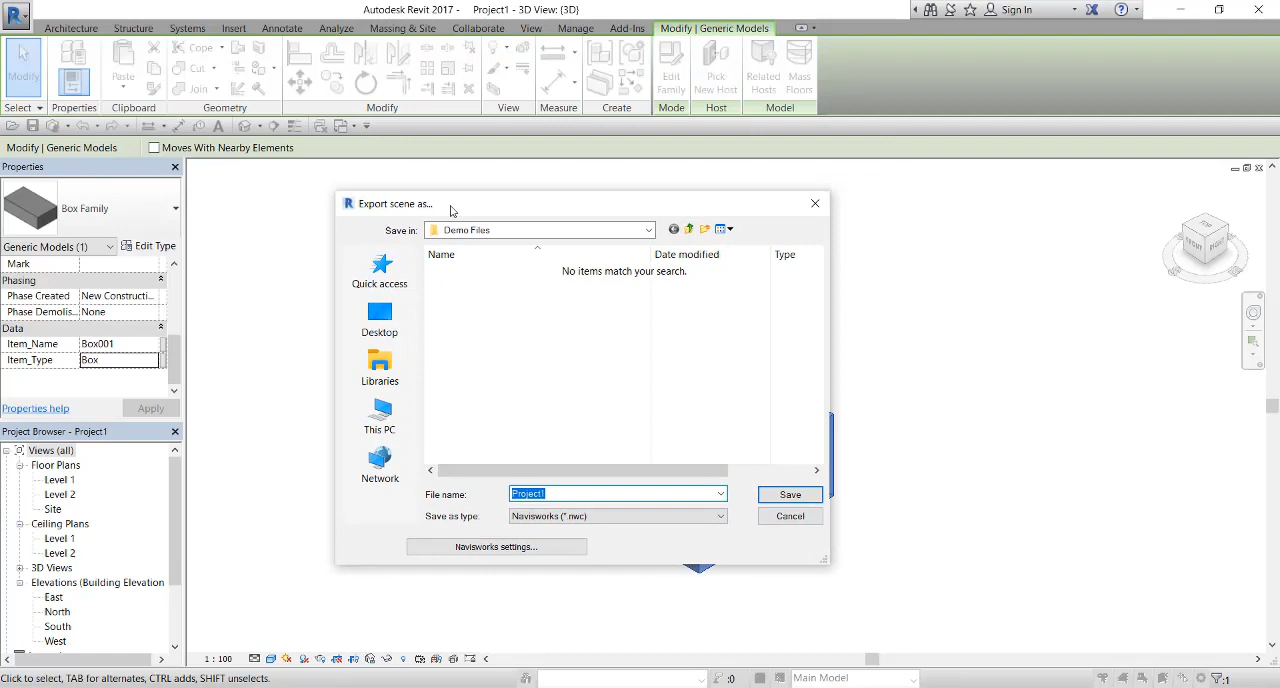 Autodesk Revit 2017 -    Project1 - 3D View: {3D}
Sign In
Architecture Structure Systems Insert Annotate Analyze Massing & Site Collaborate View Manage Add-Ins Modify | Generic Models
Modify
Paste
Cope
Cut
Join
Edit
Family
Pick
New Host
Related
Hosts
Mass
Floors
Select Properties Clipboard Geometry Modify View Measure Create Mode Host Model
Modify | Generic Models
Moves With Nearby Elements
Properties
Box Family
Generic Models (1)
Edit Type
Mark
Phasing
Phase Created New Constructi...
Phase Demolis... None
Data
Item_Name Box001
Item_Type Box
Properties help
Apply
Project Browser - Project1
Views (all)
Floor Plans
Level 1
Level 2
Site
Ceiling Plans
Level 1
Level 2
3D Views
Elevations (Building Elevation
East
North
South
West
Export scene as...
Save in: Demo Files
Name Date modified Type
No items match your search.
Quick access
Desktop
Libraries
This PC
Network
File name: Project1
Save
Save as type: Navisworks (*.nwc)
Cancel
Navisworks settings...
TOP
FRONT
RIGHT
1 : 100
Click to select, TAB for alternates, CTRL adds, SHIFT unselects.
:0
Main Model
:1